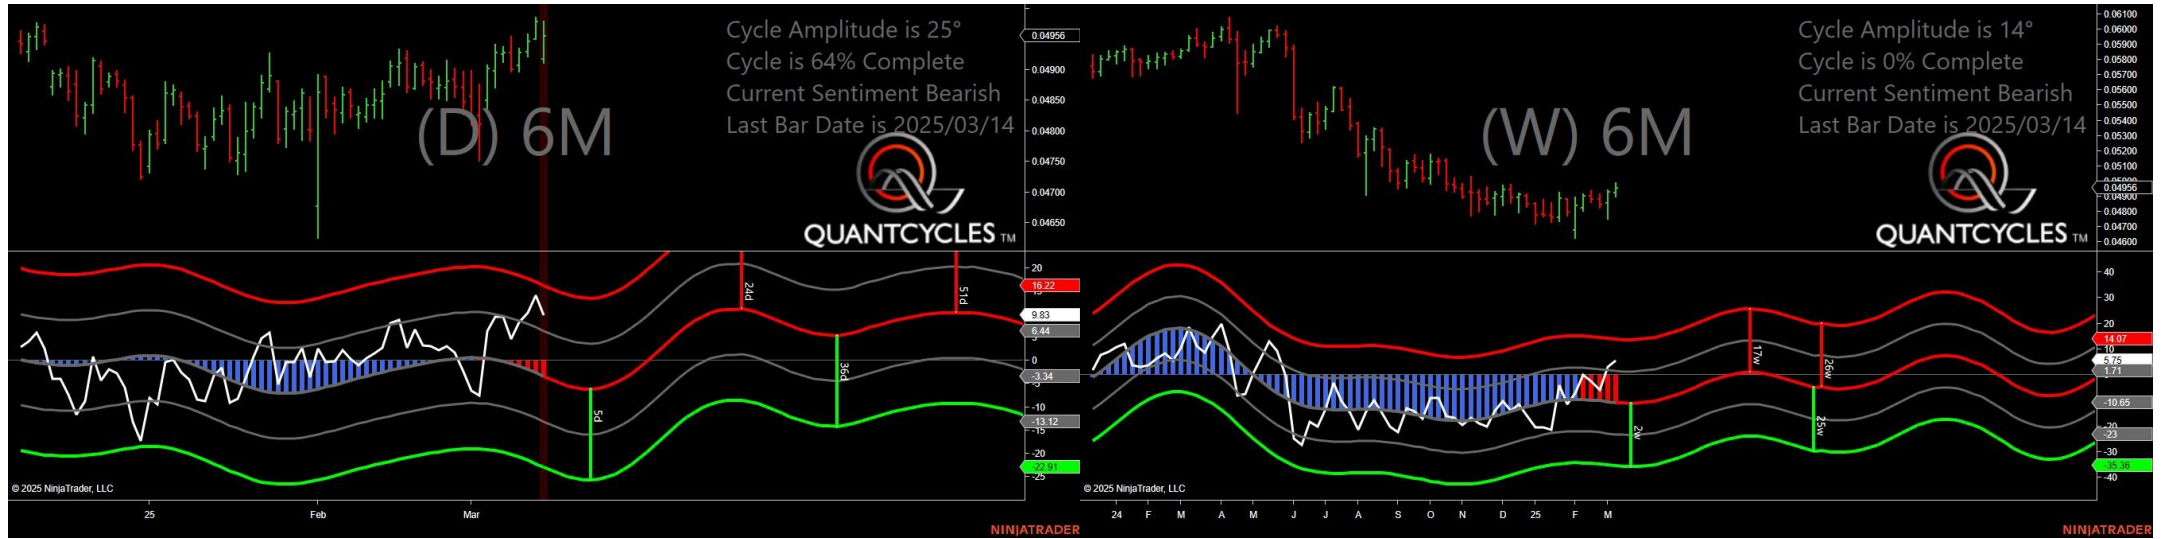 Cycle Amplitude is 25°
Cycle is 64% Complete
Current Sentiment Bearish
Last Bar Date is 2025/03/14
(D) 6M
QUANTCYCLES TM
0.04956
0.04900
0.04850
0.04800
0.04750
0.04700
0.04650
24d
51d
5d
36d
20
16.22
9.83
6.44
0
-3.34
-10
-13.12
-15
-20
-22.91
-25
© 2025 NinjaTrader, LLC
25
Feb
Mar
NINJATRADER
Cycle Amplitude is 14°
Cycle is 0% Complete
Current Sentiment Bearish
Last Bar Date is 2025/03/14
(W) 6M
QUANTCYCLES TM
0.06100
0.06000
0.05900
0.05800
0.05700
0.05600
0.05500
0.05400
0.05300
0.05200
0.05100
0.04956
0.04900
0.04800
0.04700
0.04600
17w
26w
2w
25w
40
30
20
14.07
10
5.75
1.71
-10.65
-23
-30
-35.36
-40
© 2025 NinjaTrader, LLC
24 F M A M J J A S O N D 25 F M
NINJATRADER